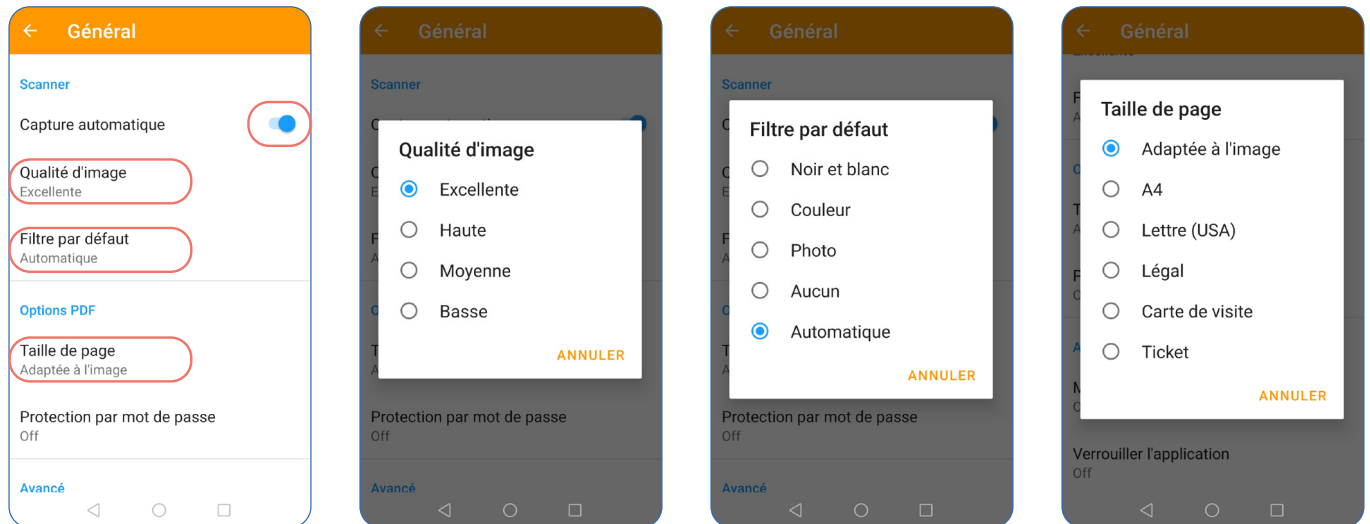 Général
Scanner
Capture automatique
Qualité d'image
Excellente
Filtre par défaut
Automatique
Options PDF
Taille de page
Adaptée à l'image
Protection par mot de passe
Off
Avancé
Général
Scanner
Qualité d'image
Excellente
Haute
Moyenne
Basse
ANNULER
Protection par mot de passe
Off
Avancé
Général
Scanner
Filtre par défaut
Noir et blanc
Couleur
Photo
Aucun
Automatique
ANNULER
Protection par mot de passe
Off
Avancé
Général
Taille de page
Adaptée à l'image
A4
Lettre (USA)
Légal
Carte de visite
Ticket
ANNULER
Verrouiller l'application
Off